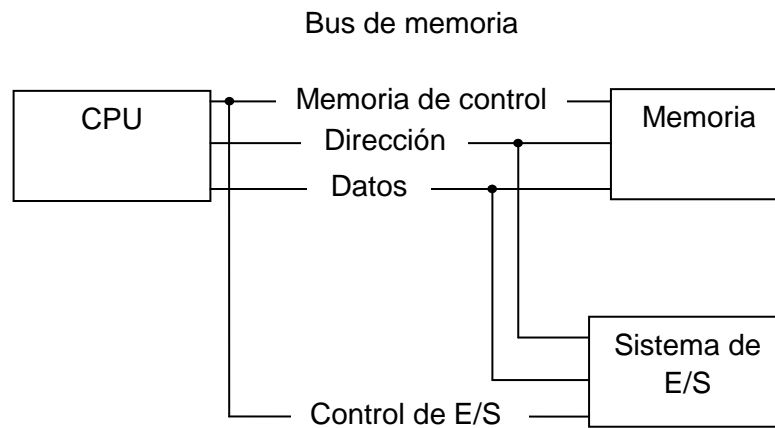 Bus de memoria
CPU
Memoria de control
Memoria
Dirección
Datos
Sistema de
E/S
Control de E/S